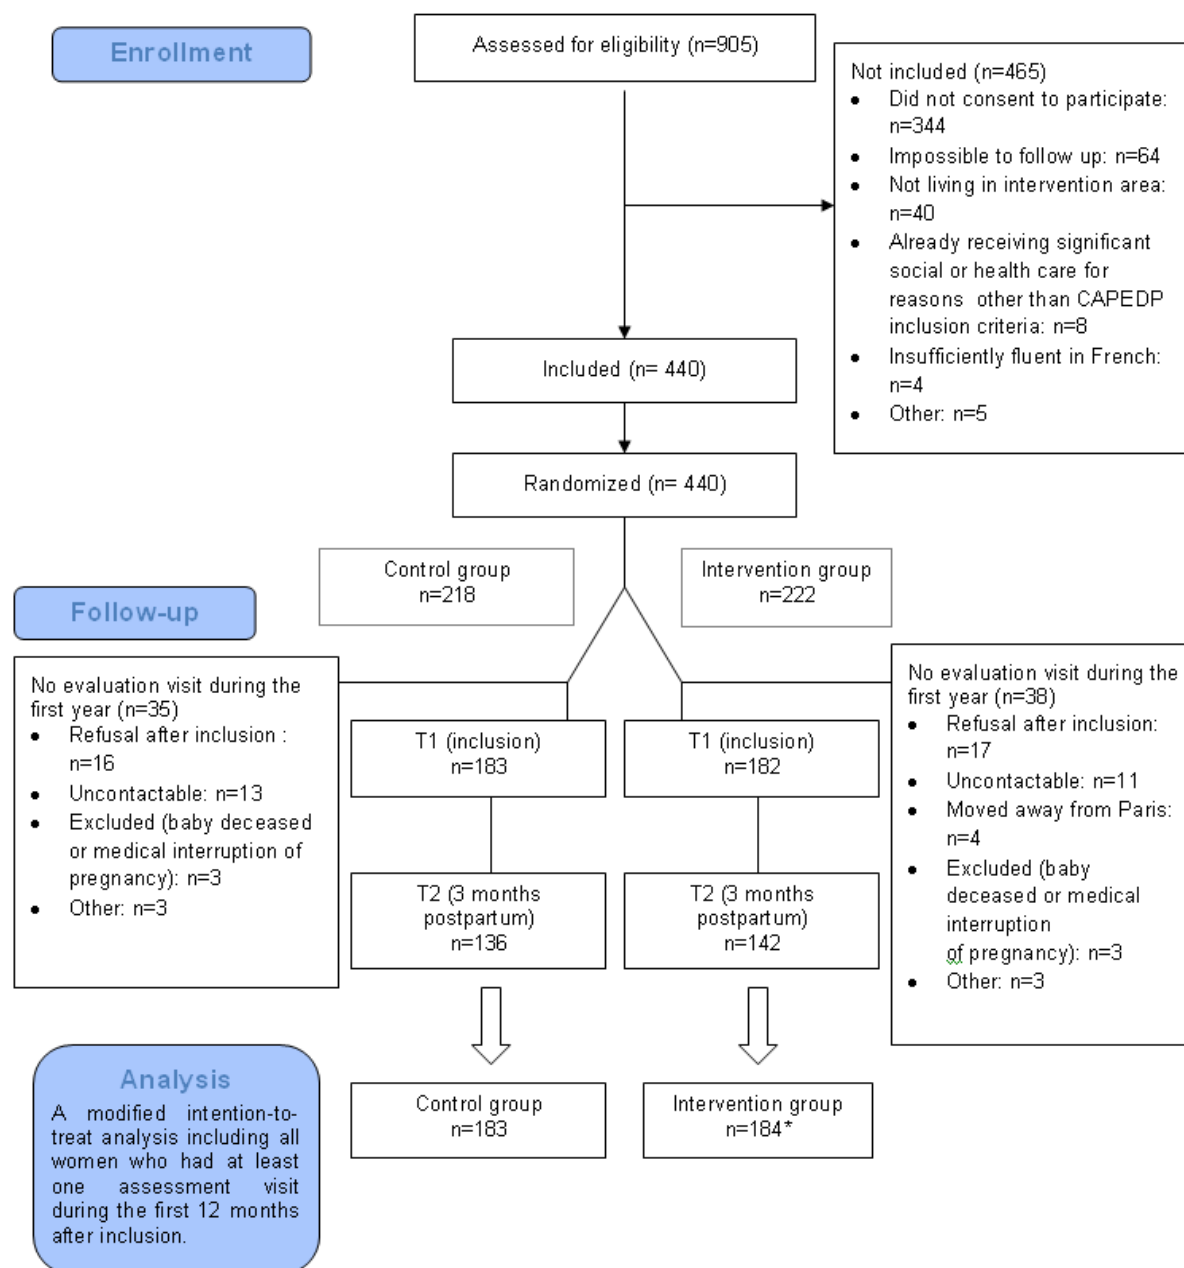 Enrollment
Assessed for eligibility (n=905)
Not included (n=465)
• Did not consent to participate:
n=344
• Impossible to follow up: n=64
• Not living in intervention area:
n=40
• Already receiving significant
social or health care for
reasons other than CAPEDP
inclusion criteria: n=8
• Insufficiently fluent in French:
n=4
• Other: n=5
Included (n= 440)
Randomized (n= 440)
Control group
n=218
Intervention group
n=222
Follow-up
No evaluation visit during the
first year (n=35)
• Refusal after inclusion :
n=16
• Uncontactable: n=13
• Excluded (baby deceased
or medical interruption of
pregnancy): n=3
• Other: n=3
T1 (inclusion)
n=183
T1 (inclusion)
n=182
No evaluation visit during the
first year (n=38)
• Refusal after inclusion:
n=17
• Uncontactable: n=11
• Moved away from Paris:
n=4
• Excluded (baby
deceased or medical
interruption
of pregnancy): n=3
• Other: n=3
T2 (3 months
postpartum)
n=136
T2 (3 months
postpartum)
n=142
Analysis
A modified intention-to-
treat analysis including all
women who had at least
one assessment visit
during the first 12 months
after inclusion.
Control group
n=183
Intervention group
n=184*